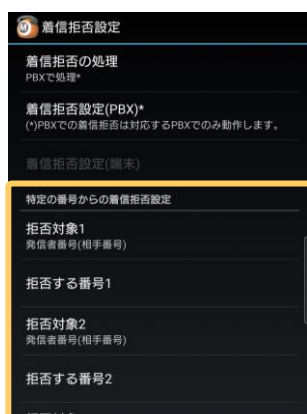 着信拒否設定
着信拒否の処理
PBXで処理*
着信拒否設定(PBX)*
(*)PBXでの着信拒否は対応するPBXでのみ動作します。
着信拒否設定(端末)
特定の番号からの着信拒否設定
拒否対象1
発信者番号(相手番号)
拒否する番号1
拒否対象2
発信者番号(相手番号)
拒否する番号2